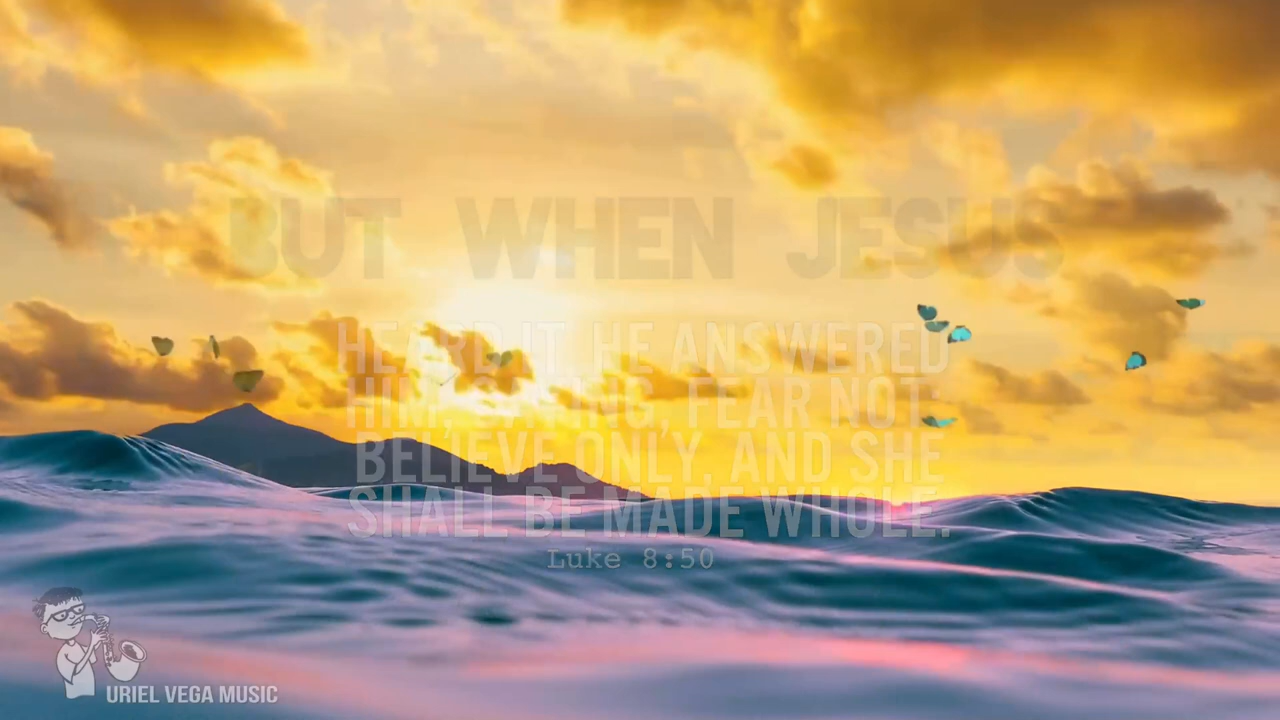 BUT WHEN JESUS
HEARD IT, HE ANSWERED
HIM, SAYING, FEAR NOT:
BELIEVE ONLY, AND SHE
SHALL BE MADE WHOLE.
Luke 8:50
URIEL VEGA MUSIC